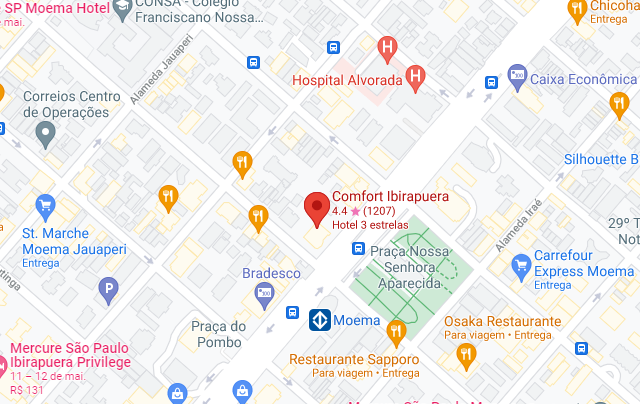 SP Moema Hotel
mai.
CONSA - Colégio
Franciscano Nossa...
Chicoha
Entrega
Alameda Jauaperi
Hospital Alvorada
H
H
Caixa Econômica
Correios Centro
de Operações
Silhouette B
Comfort Ibirapuera
4.4 ★ (1207)
Hotel 3 estrelas
St. Marche
Moema Jauaperi
Entrega
Alameda Iraé
29º T
Not
Praça Nossa
Senhora
Aparecida
Carrefour
Express Moema
Entrega
Bradesco
P
Moema
Praça do
Pombo
Osaka Restaurante
Para viagem • Entrega
Restaurante Sapporo
Para viagem • Entrega
Mercure São Paulo
Ibirapuera Privilege
11 – 12 de mai.
R$ 131